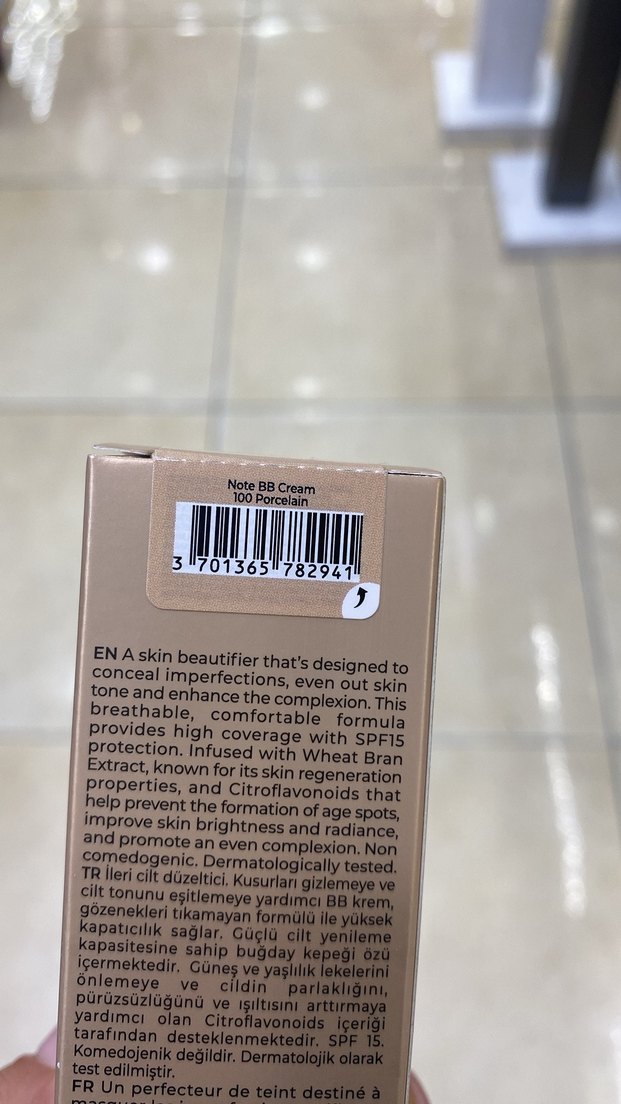 Note BB Cream
100 Porcelain
3 701365 782941
EN A skin beautifier that's designed to
conceal imperfections, even out skin
tone and enhance the complexion. This
breathable, comfortable formula
provides high coverage with SPF15
protection. Infused with Wheat Bran
Extract, known for its skin regeneration
properties, and Citroflavonoids that
help prevent the formation of age spots,
improve skin brightness and radiance,
and promote an even complexion. Non
comedogenic. Dermatologically tested.
TR İleri cilt düzeltici. Kusurları gizlemeye ve
cilt tonunu eşitlemeye yardımcı BB krem,
gözenekleri tıkamayan formülü ile yüksek
kapatıcılık sağlar. Güçlü cilt yenileme
kapasitesine sahip buğday kepeği özü
içermektedir. Güneş ve yaşlılık lekelerini
önlemeye ve cildin parlaklığını,
pürüzsüzlüğünü ve ışıltısını arttırmaya
yardımcı olan Citroflavonoids içeriği
tarafından desteklenmektedir. SPF 15.
Komedojenik değildir. Dermatolojik olarak
test edilmiştir.
FR Un perfecteur de teint destiné à